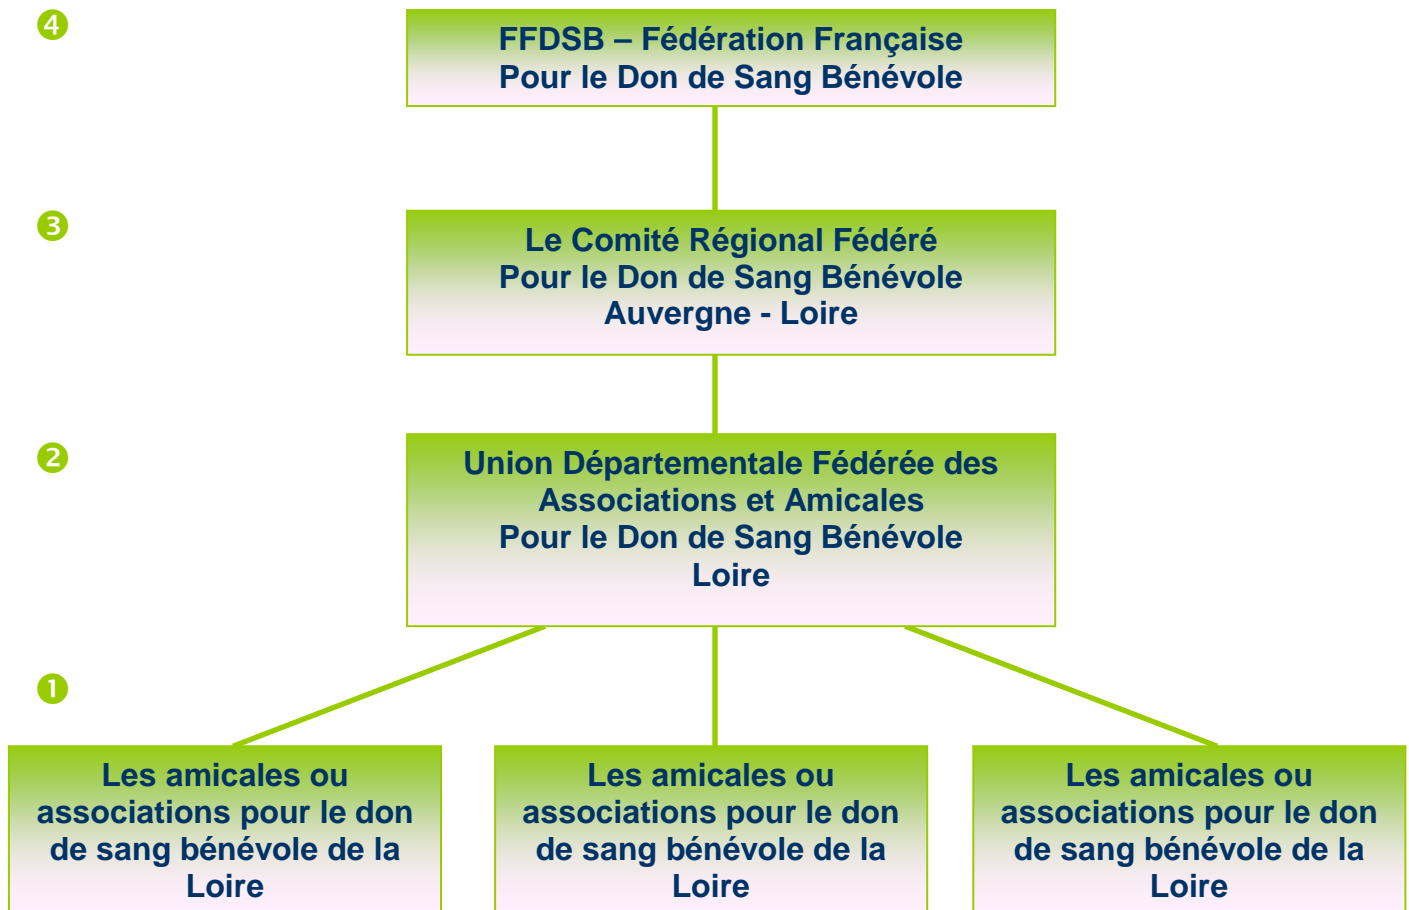 ❹
FFDSB – Fédération Française
Pour le Don de Sang Bénévole
❸
Le Comité Régional Fédéré
Pour le Don de Sang Bénévole
Auvergne - Loire
❷
Union Départementale Fédérée des
Associations et Amicales
Pour le Don de Sang Bénévole
Loire
❶
Les amicales ou
associations pour le don
de sang bénévole de la
Loire
Les amicales ou
associations pour le don
de sang bénévole de la
Loire
Les amicales ou
associations pour le don
de sang bénévole de la
Loire